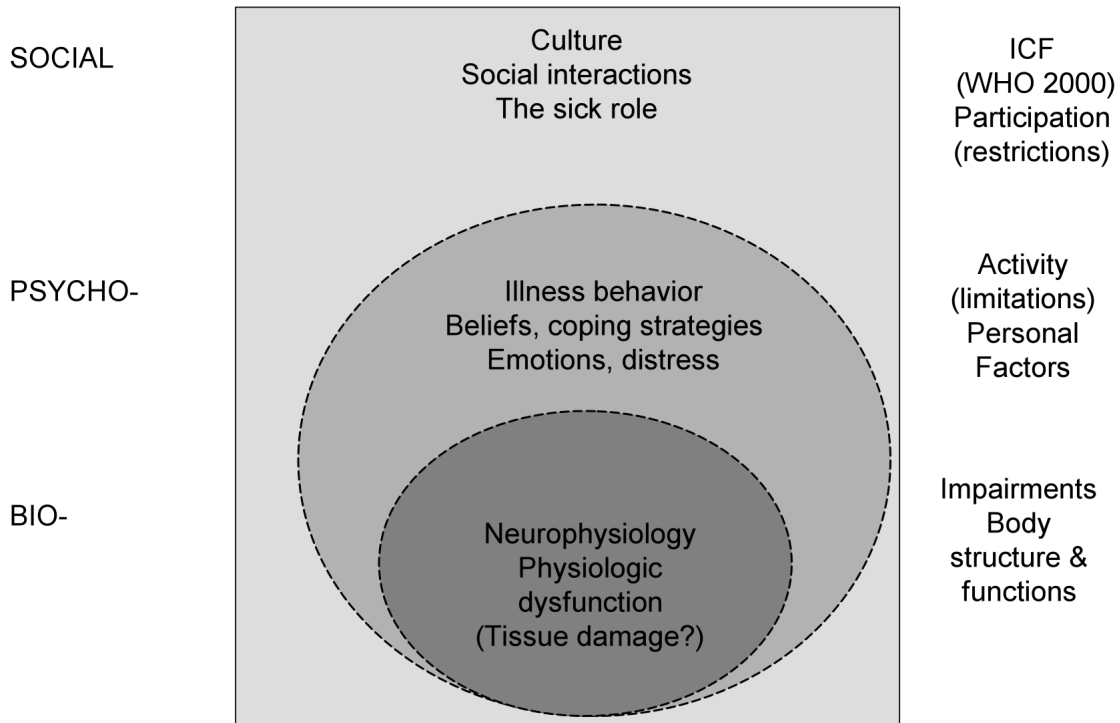 SOCIAL
Culture
Social interactions
The sick role
ICF
(WHO 2000)
Participation
(restrictions)
PSYCHO-
Illness behavior
Beliefs, coping strategies
Emotions, distress
Activity
(limitations)
Personal
Factors
BIO-
Neurophysiology
Physiologic
dysfunction
(Tissue damage?)
Impairments
Body
structure &
functions